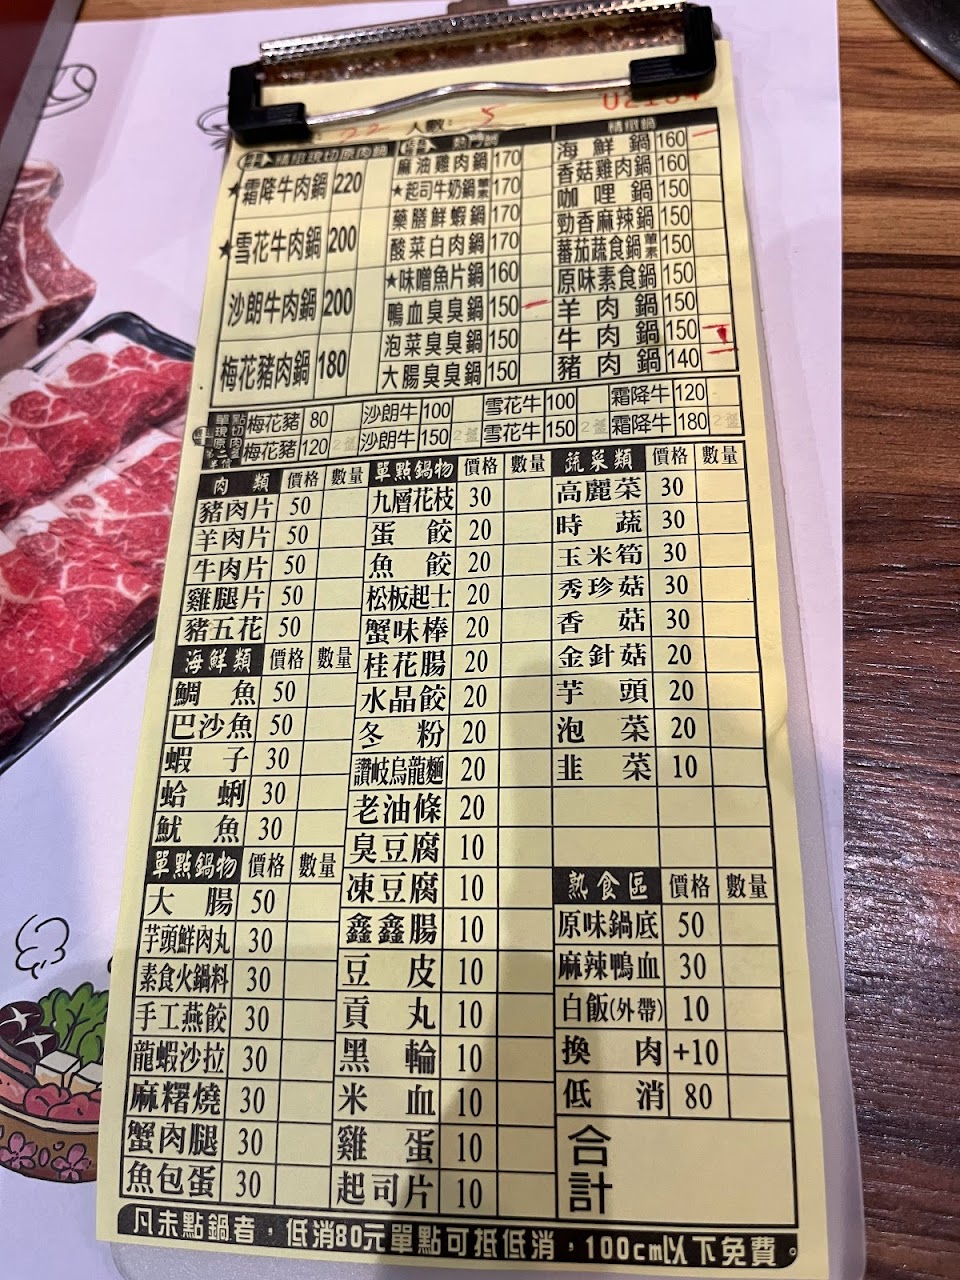 02134
22 人數: 5
精緻現切原肉鍋
★霜降牛肉鍋 220
★雪花牛肉鍋 200
沙朗牛肉鍋 200
梅花豬肉鍋 180
熱門鍋
麻油雞肉鍋 170
★起司牛奶鍋 葷素 170
藥膳鮮蝦鍋 170
酸菜白肉鍋 170
★味噌魚片鍋 160
鴨血臭臭鍋 150
泡菜臭臭鍋 150
大腸臭臭鍋 150
精緻鍋
海鮮鍋 160
香菇雞肉鍋 160
咖哩鍋 150
勁香麻辣鍋 150
蕃茄蔬食鍋 葷素 150
原味素食鍋 150
羊肉鍋 150
牛肉鍋 150
豬肉鍋 140
單點現切原肉
梅花豬 80 沙朗牛 100 雪花牛 100 霜降牛 120
梅花豬 120 2盤 沙朗牛 150 2盤 雪花牛 150 2盤 霜降牛 180 2盤
肉類 價格 數量
豬肉片 50
羊肉片 50
牛肉片 50
雞腿片 50
豬五花 50
海鮮類 價格 數量
鯛魚 50
巴沙魚 50
蝦子 30
蛤蜊 30
魷魚 30
單點鍋物 價格 數量
大腸 50
芋頭鮮肉丸 30
素食火鍋料 30
手工燕餃 30
龍蝦沙拉 30
麻糬燒 30
蟹肉腿 30
魚包蛋 30
單點鍋物 價格 數量
九層花枝 30
蛋餃 20
魚餃 20
松板起士 20
蟹味棒 20
桂花腸 20
水晶餃 20
冬粉 20
讚岐烏龍麵 20
老油條 20
臭豆腐 10
凍豆腐 10
鑫鑫腸 10
豆皮 10
貢丸 10
黑輪 10
米血 10
雞蛋 10
起司片 10
蔬菜類 價格 數量
高麗菜 30
時蔬 30
玉米筍 30
秀珍菇 30
香菇 30
金針菇 20
芋頭 20
泡菜 20
韭菜 10
熟食區 價格 數量
原味鍋底 50
麻辣鴨血 30
白飯(外帶) 10
換肉 +10
低消 80
合計
凡未點鍋者，低消80元單點可抵低消，100cm以下免費。